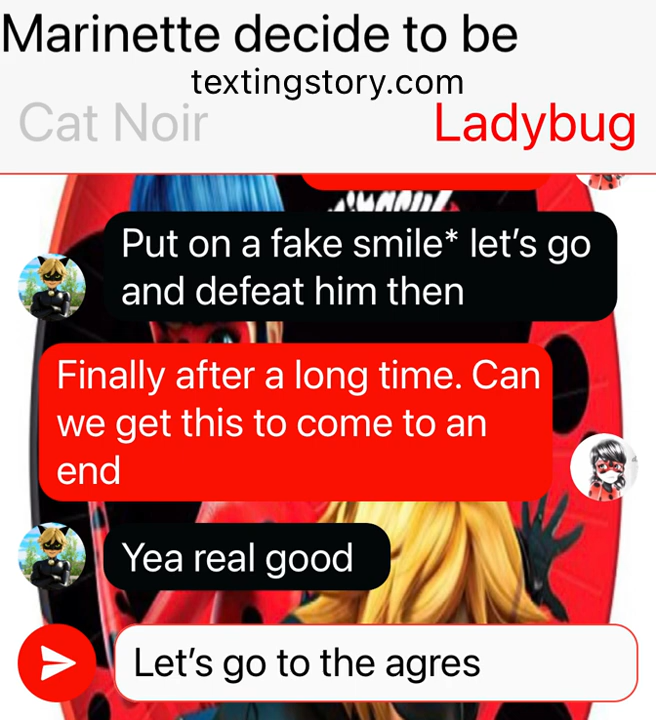 Marinette decide to be
textingstory.com
Cat Noir
Ladybug
Put on a fake smile* let’s go
and defeat him then
Finally after a long time. Can
we get this to come to an
end
Yea real good
Let’s go to the agres